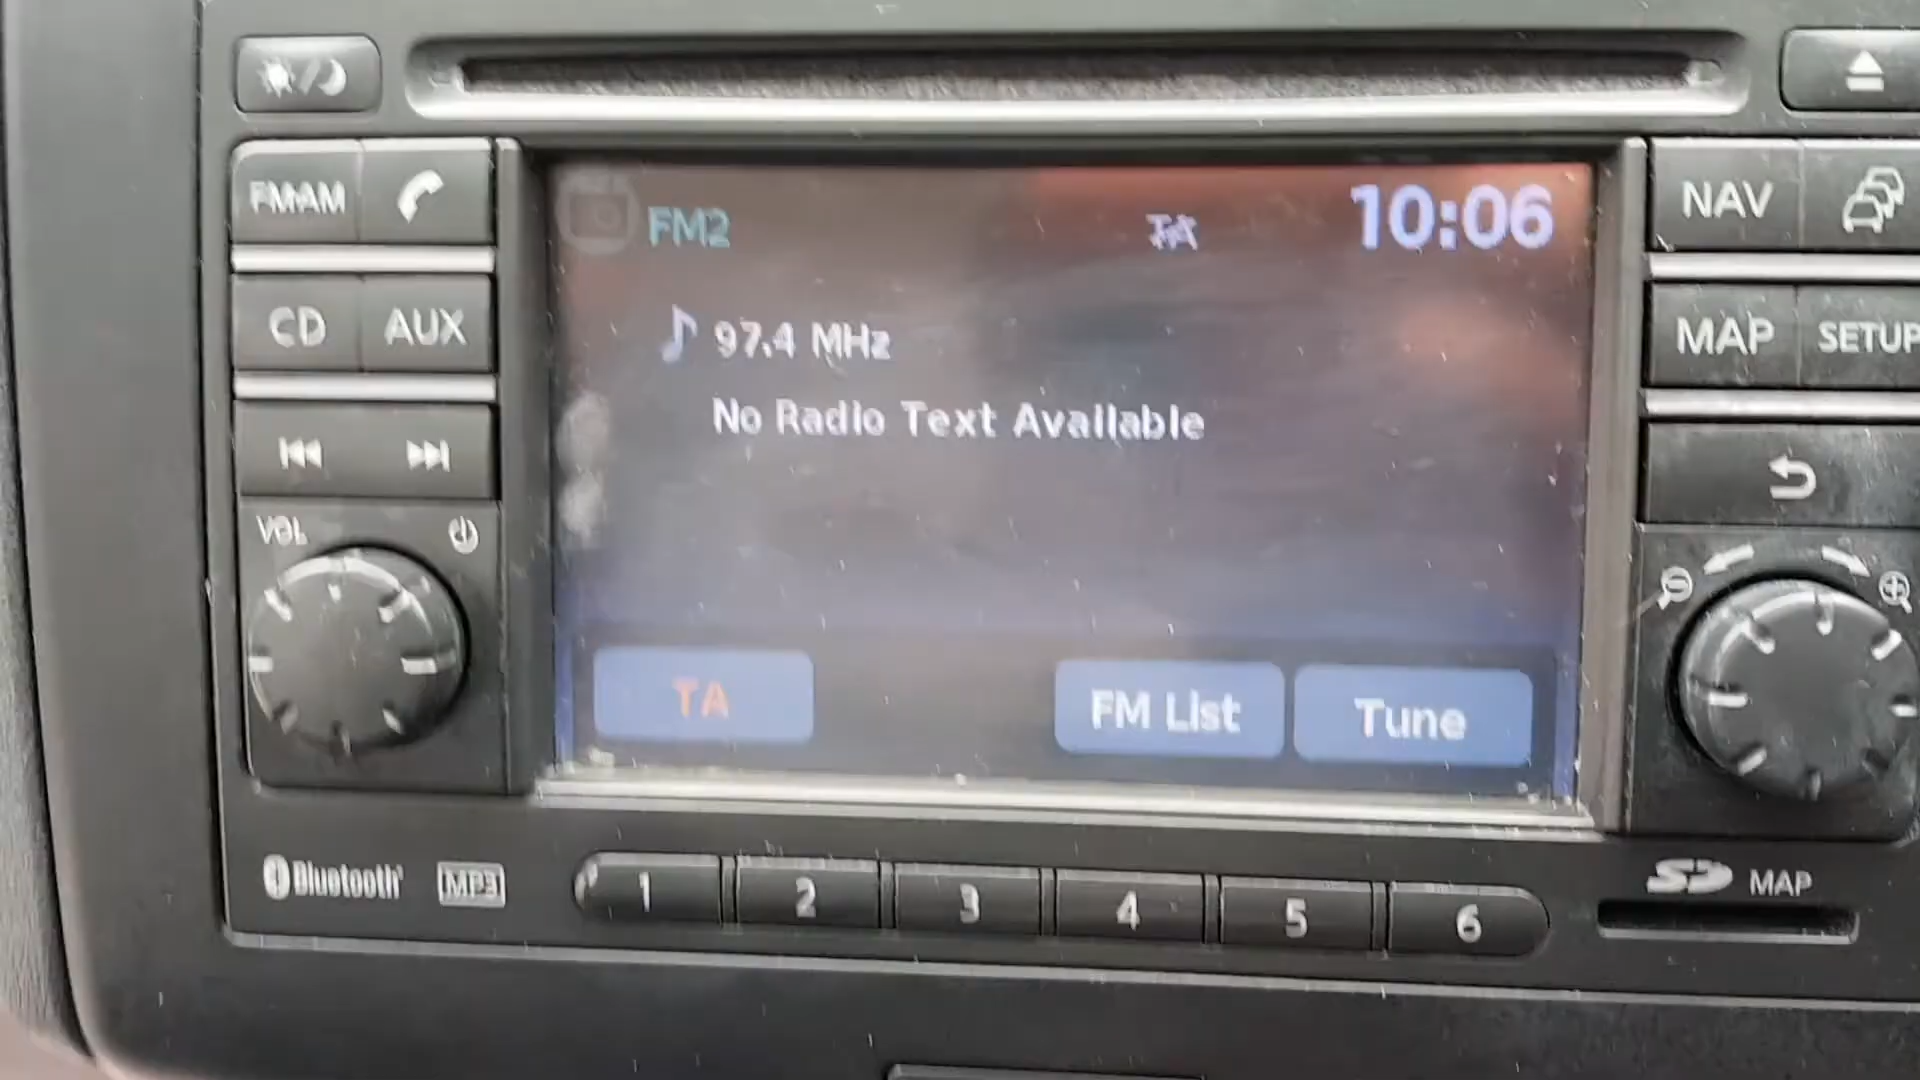 FM·AM
CD AUX
VOL
FM2 TA 10:06
97.4 MHz
No Radio Text Available
TA FM List Tune
NAV
MAP SETUP
Bluetooth MP3
1 2 3 4 5 6
SD MAP